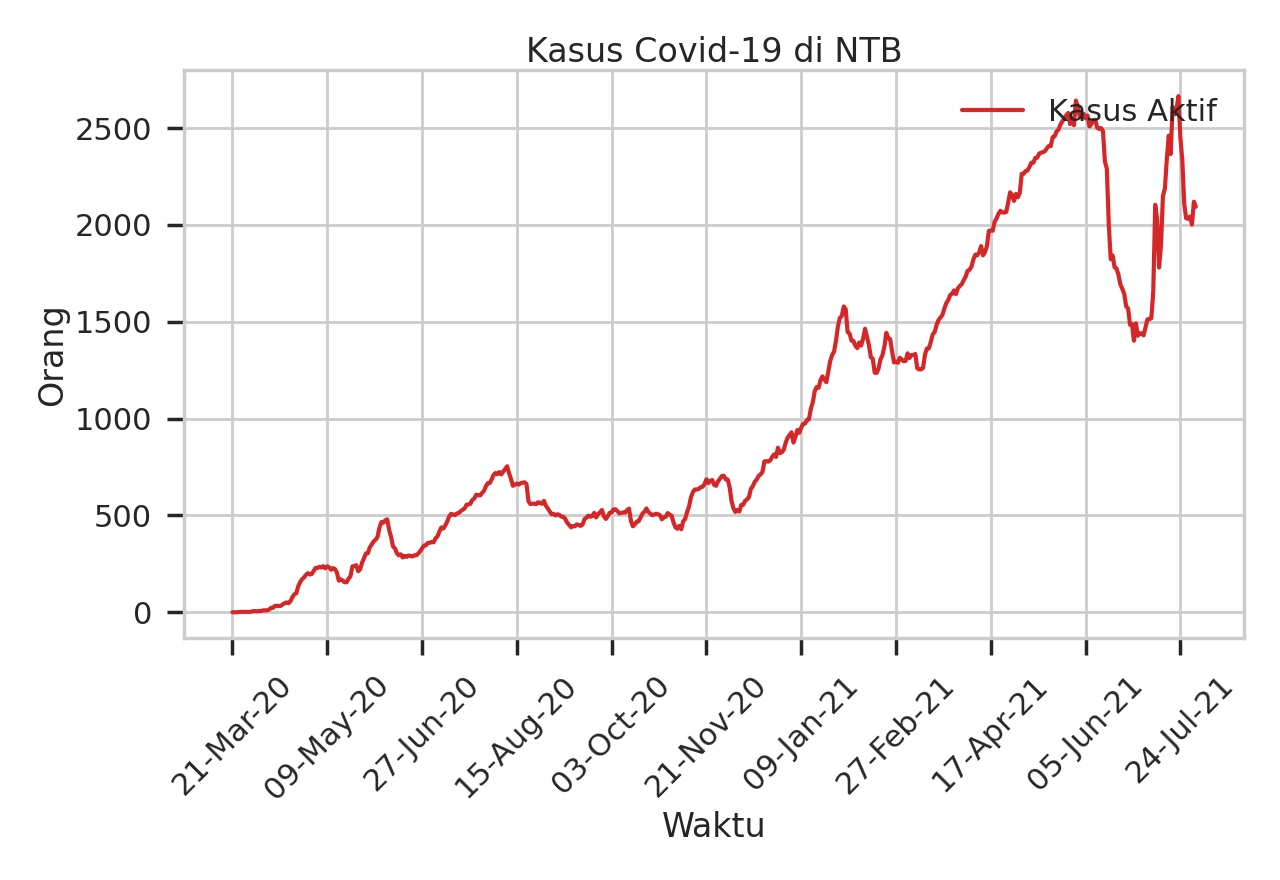 Kasus Covid-19 di NTB
Kasus Aktif
Orang
2500
2000
1500
1000
500
0
21-Mar-20
09-May-20
27-Jun-20
15-Aug-20
03-Oct-20
21-Nov-20
09-Jan-21
27-Feb-21
17-Apr-21
05-Jun-21
24-Jul-21
Waktu